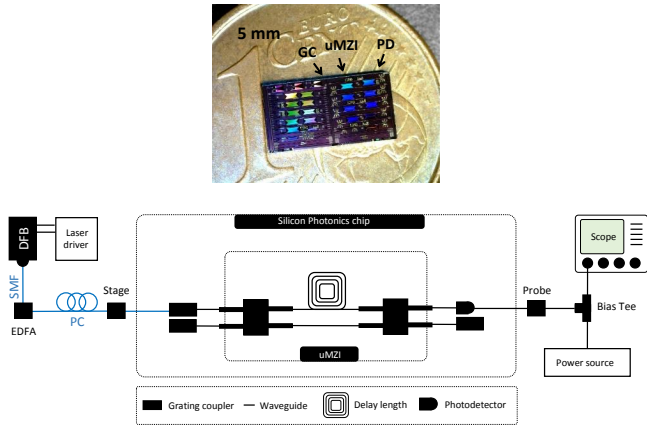 5 mm
GC uMZI PD
DFB
Laser
driver
SMF
EDFA
PC
Stage
Silicon Photonics chip
uMZI
Probe
Scope
Bias Tee
Power source
Grating coupler
Waveguide
Delay length
Photodetector